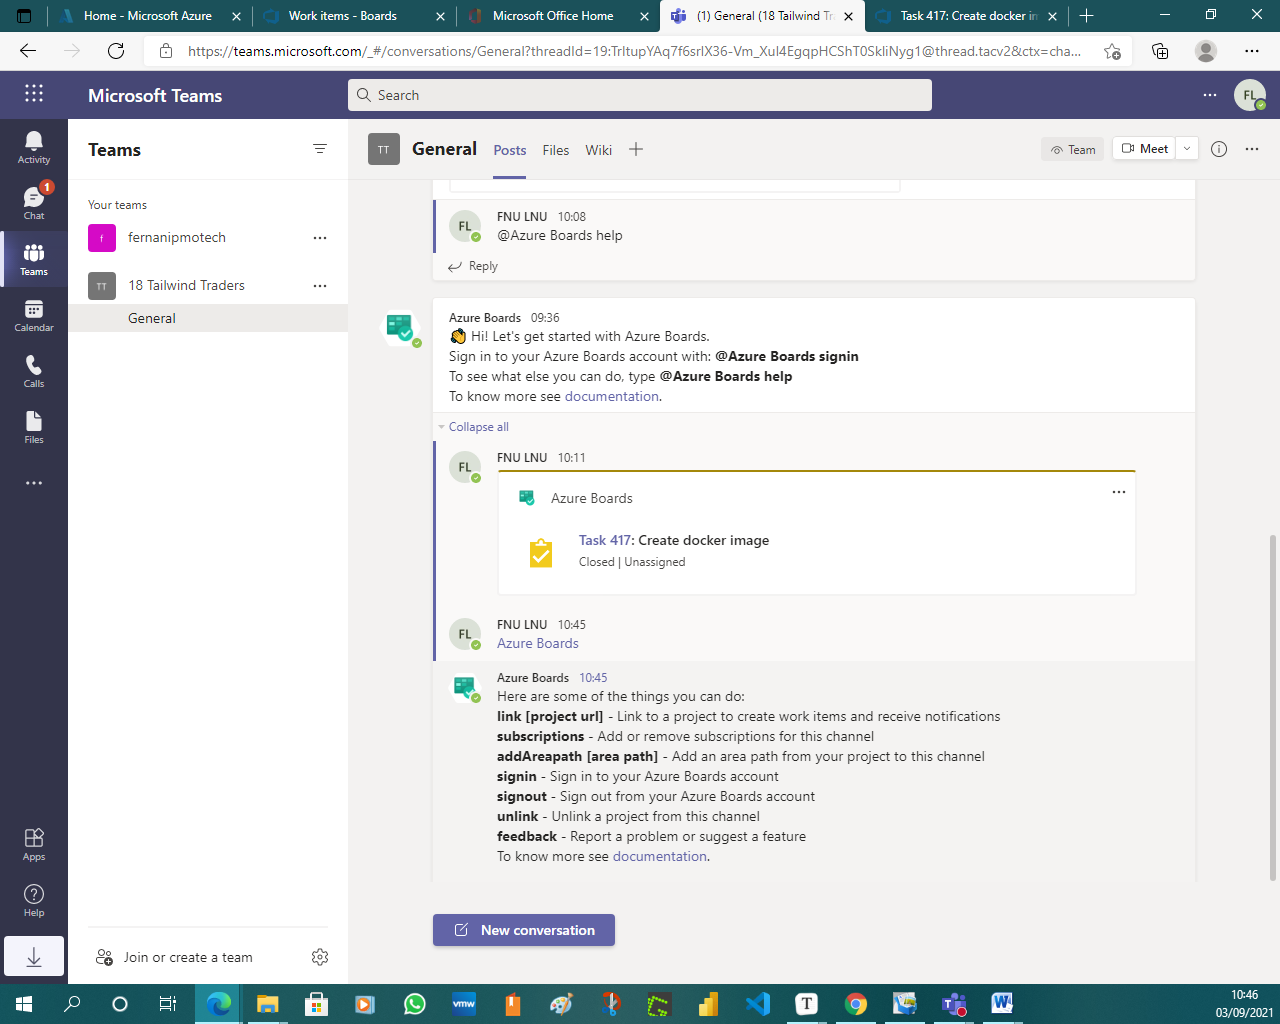 Home - Microsoft Azure
Work items - Boards
Microsoft Office Home
(1) General (18 Tailwind Tr
Task 417: Create docker im
https://teams.microsoft.com/_#/conversations/General?threadId=19:TrItupYAq7f6srlX36-Vm_Xul4EgqpHCShT0SkIiNyg1@thread.tacv2&ctx=cha...
Microsoft Teams
Search
FL
Activity
1
Chat
Teams
Calendar
Calls
Files
Apps
Help
Teams
Your teams
f
fernanipmotech
TT
18 Tailwind Traders
General
Join or create a team
TT
General
Posts
Files
Wiki
Team
Meet
FL
FNU LNU 10:08
@Azure Boards help
Reply
Azure Boards 09:36
👏 Hi! Let's get started with Azure Boards.
Sign in to your Azure Boards account with: @Azure Boards signin
To see what else you can do, type @Azure Boards help
To know more see documentation.
Collapse all
FL
FNU LNU 10:11
Azure Boards
Task 417: Create docker image
Closed | Unassigned
FL
FNU LNU 10:45
Azure Boards
Azure Boards 10:45
Here are some of the things you can do:
link [project url] - Link to a project to create work items and receive notifications
subscriptions - Add or remove subscriptions for this channel
addAreapath [area path] - Add an area path from your project to this channel
signin - Sign in to your Azure Boards account
signout - Sign out from your Azure Boards account
unlink - Unlink a project from this channel
feedback - Report a problem or suggest a feature
To know more see documentation.
New conversation
vmw
T
W
10:46
03/09/2021